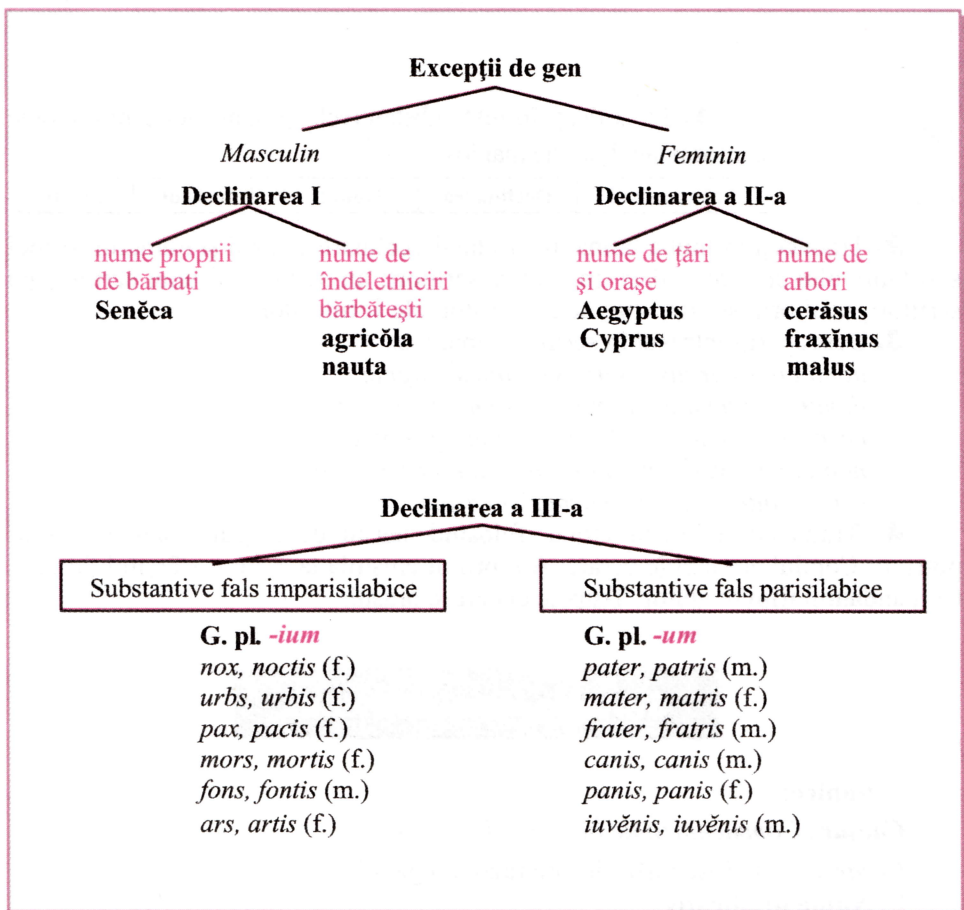 Excepţii de gen
Masculin
Feminin
Declinarea I
Declinarea a II-a
nume proprii
de bărbaţi
Senĕca
nume de
îndeletniciri
bărbăteşti
agricŏla
nauta
nume de ţări
şi oraşe
Aegyptus
Cyprus
nume de
arbori
cerăsus
fraxĭnus
malus
Declinarea a III-a
Substantive fals imparisilabice
G. pl. -ium
nox, noctis (f.)
urbs, urbis (f.)
pax, pacis (f.)
mors, mortis (f.)
fons, fontis (m.)
ars, artis (f.)
Substantive fals parisilabice
G. pl. -um
pater, patris (m.)
mater, matris (f.)
frater, fratris (m.)
canis, canis (m.)
panis, panis (f.)
iuvĕnis, iuvĕnis (m.)